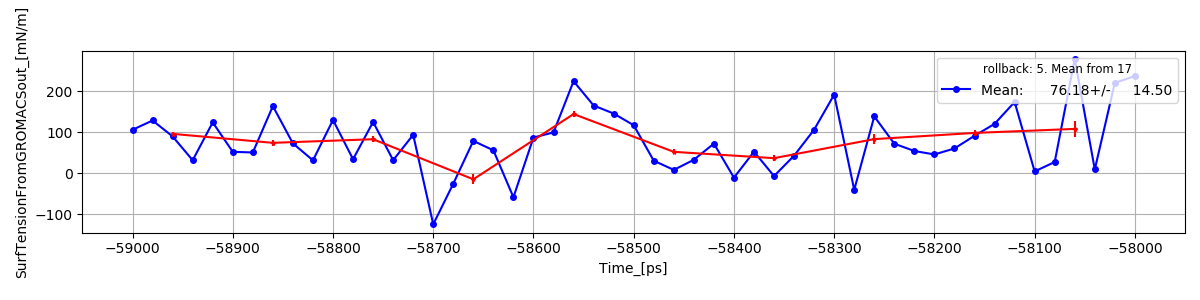 SurfTensionFromGROMACSout_[mN/m]
200
100
0
−100
rollback: 5. Mean from 17
Mean: 76.18+/- 14.50
−59000 −58900 −58800 −58700 −58600 −58500 −58400 −58300 −58200 −58100 −58000
Time_[ps]